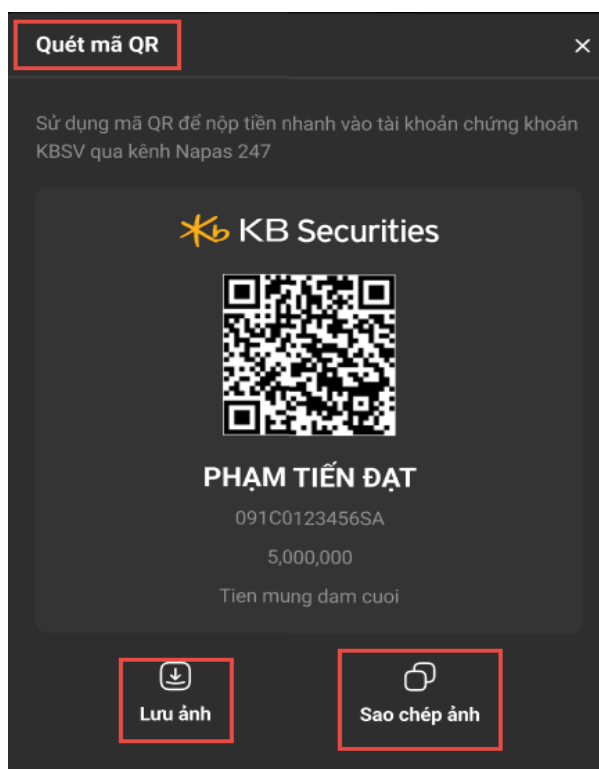 Quét mã QR
Sử dụng mã QR để nộp tiền nhanh vào tài khoản chứng khoán
KBSV qua kênh Napas 247
Kb KB Securities
PHẠM TIẾN ĐẠT
091C0123456SA
5,000,000
Tien mung dam cuoi
Lưu ảnh
Sao chép ảnh